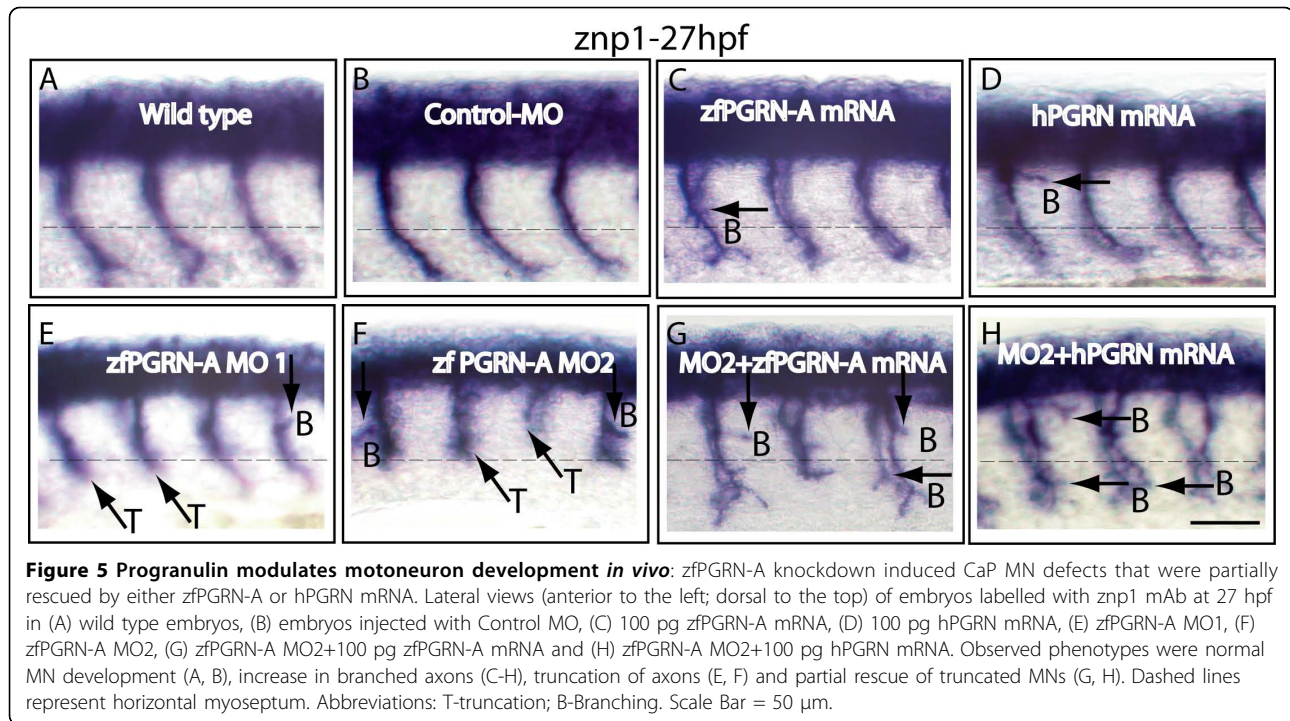 znp1-27hpf
A
Wild type
B
Control-MO
C
zfPGRN-A mRNA
B
D
hPGRN mRNA
B
E
zfPGRN-A MO 1
B
T
T
F
zf PGRN-A MO2
B
B
T
T
G
MO2+zfPGRN-A mRNA
B
B
B
H
MO2+hPGRN mRNA
B
B
B
Figure 5 Progranulin modulates motoneuron development in vivo: zfPGRN-A knockdown induced CaP MN defects that were partially
rescued by either zfPGRN-A or hPGRN mRNA. Lateral views (anterior to the left; dorsal to the top) of embryos labelled with znp1 mAb at 27 hpf
in (A) wild type embryos, (B) embryos injected with Control MO, (C) 100 pg zfPGRN-A mRNA, (D) 100 pg hPGRN mRNA, (E) zfPGRN-A MO1, (F)
zfPGRN-A MO2, (G) zfPGRN-A MO2+100 pg zfPGRN-A mRNA and (H) zfPGRN-A MO2+100 pg hPGRN mRNA. Observed phenotypes were normal
MN development (A, B), increase in branched axons (C-H), truncation of axons (E, F) and partial rescue of truncated MNs (G, H). Dashed lines
represent horizontal myoseptum. Abbreviations: T-truncation; B-Branching. Scale Bar = 50 μm.